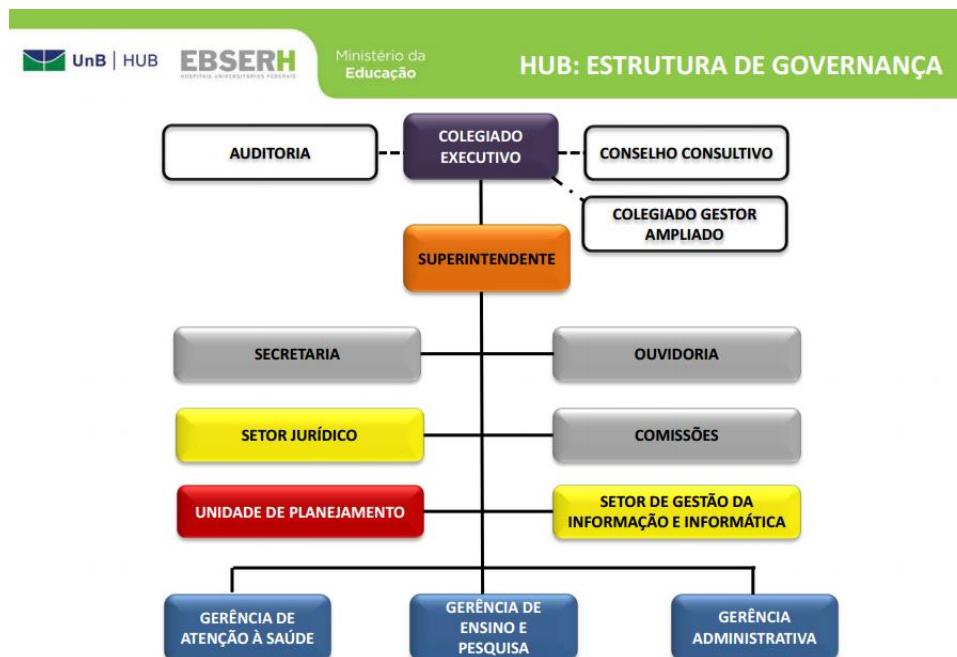 UnB | HUB
EBSERH
HOSPITAIS UNIVERSITÁRIOS FEDERAIS
Ministério da
Educação
HUB: ESTRUTURA DE GOVERNANÇA
AUDITORIA
COLEGIADO
EXECUTIVO
CONSELHO CONSULTIVO
COLEGIADO GESTOR
AMPLIADO
SUPERINTENDENTE
SECRETARIA
OUVIDORIA
SETOR JURÍDICO
COMISSÕES
UNIDADE DE PLANEJAMENTO
SETOR DE GESTÃO DA
INFORMAÇÃO E INFORMÁTICA
GERÊNCIA DE
ATENÇÃO À SAÚDE
GERÊNCIA DE
ENSINO E
PESQUISA
GERÊNCIA
ADMINISTRATIVA